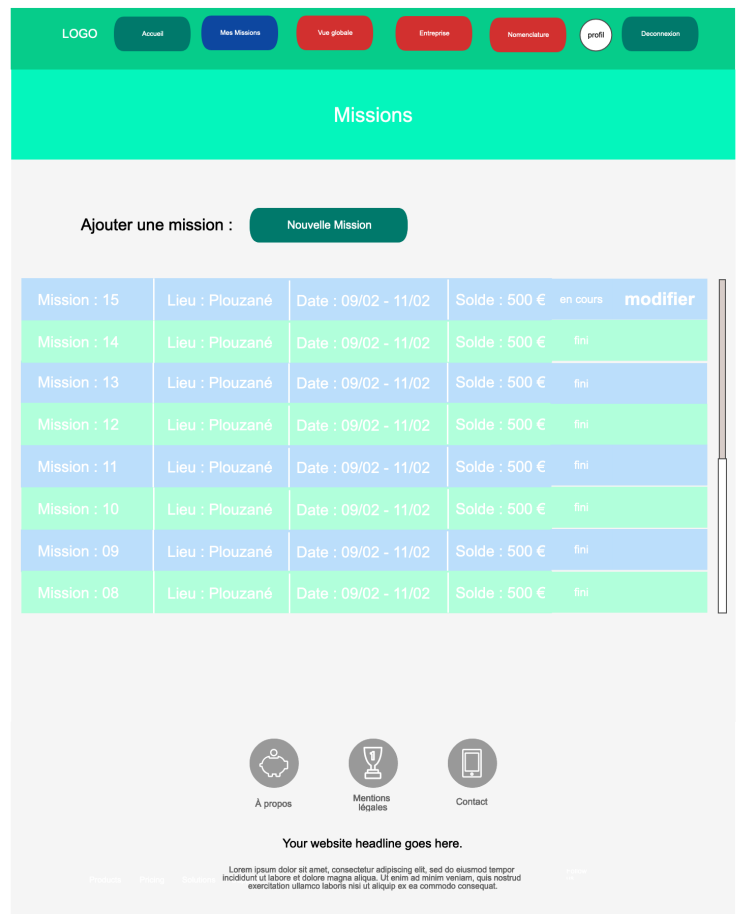 LOGO Accueil Mes Missions Vue globale Entreprise Nomenclature profil Deconnexion
Missions
Ajouter une mission : Nouvelle Mission
Mission : 15 Lieu : Plouzané Date : 09/02 - 11/02 Solde : 500 € en cours modifier
Mission : 14 Lieu : Plouzané Date : 09/02 - 11/02 Solde : 500 € fini
Mission : 13 Lieu : Plouzané Date : 09/02 - 11/02 Solde : 500 € fini
Mission : 12 Lieu : Plouzané Date : 09/02 - 11/02 Solde : 500 € fini
Mission : 11 Lieu : Plouzané Date : 09/02 - 11/02 Solde : 500 € fini
Mission : 10 Lieu : Plouzané Date : 09/02 - 11/02 Solde : 500 € fini
Mission : 09 Lieu : Plouzané Date : 09/02 - 11/02 Solde : 500 € fini
Mission : 08 Lieu : Plouzané Date : 09/02 - 11/02 Solde : 500 € fini
1
À propos
Mentions
légales
Contact
Your website headline goes here.
Lorem ipsum dolor sit amet, consectetur adipiscing elit, sed do eiusmod tempor
incididunt ut labore et dolore magna aliqua. Ut enim ad minim veniam, quis nostrud
exercitation ullamco laboris nisi ut aliquip ex ea commodo consequat.
Products Pricing